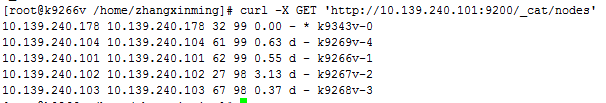 [root@k9266v /home/zhangxinming]# curl -X GET 'http://10.139.240.101:9200/_cat/nodes'
10.139.240.178 10.139.240.178 32 99 0.00 - * k9343v-0
10.139.240.104 10.139.240.104 61 99 0.63 d - k9269v-4
10.139.240.101 10.139.240.101 62 99 0.55 d - k9266v-1
10.139.240.102 10.139.240.102 27 98 3.13 d - k9267v-2
10.139.240.103 10.139.240.103 67 98 0.37 d - k9268v-3